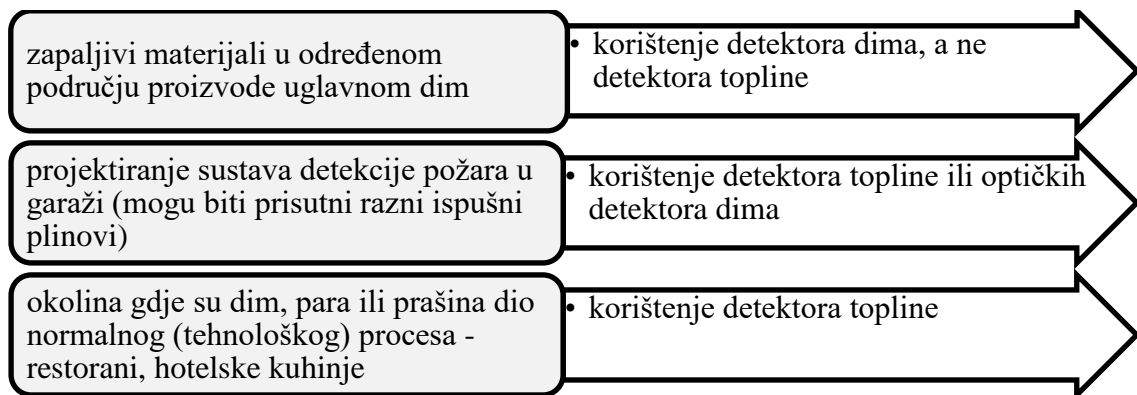 zapaljivi materijali u određenom
području proizvode uglavnom dim
• korištenje detektora dima, a ne
detektora topline
projektiranje sustava detekcije požara u
garaži (mogu biti prisutni razni ispušni
plinovi)
• korištenje detektora topline ili optičkih
detektora dima
okolina gdje su dim, para ili prašina dio
normalnog (tehnološkog) procesa -
restorani, hotelske kuhinje
• korištenje detektora topline